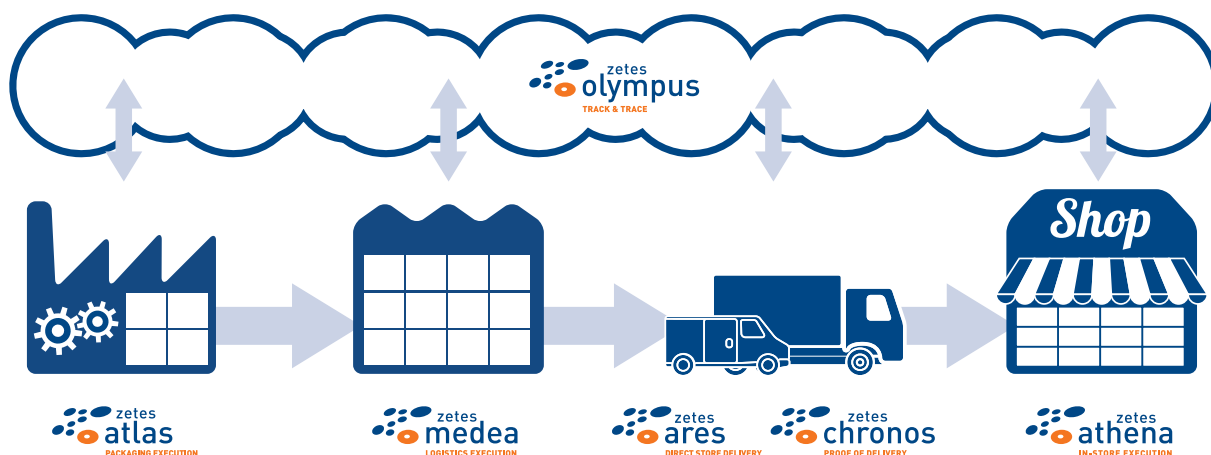 zetes
olympus
TRACK & TRACE
Shop
zetes
atlas
PACKAGING EXECUTION
zetes
medea
LOGISTICS EXECUTION
zetes
ares
DIRECT STORE DELIVERY
zetes
chronos
PROOF OF DELIVERY
zetes
athena
IN-STORE EXECUTION